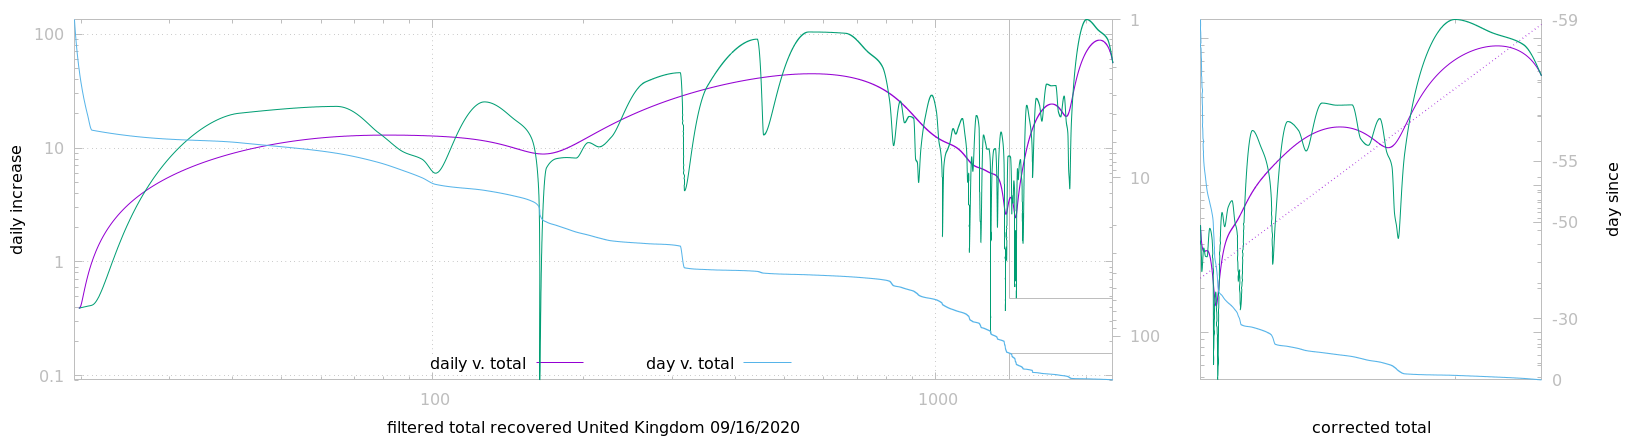 daily increase
100
10
1
0.1
1
10
100
daily v. total
day v. total
100
1000
filtered total recovered United Kingdom 09/16/2020
-59
-55
-50
-30
0
day since
corrected total